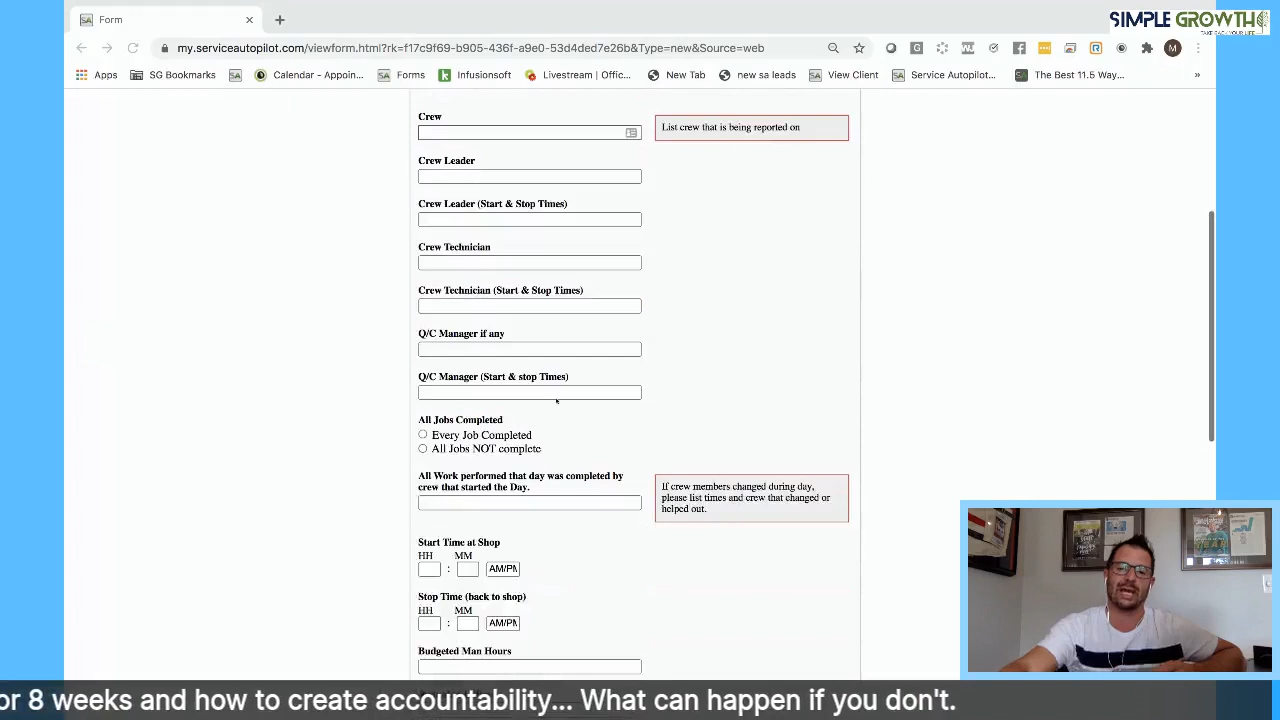 Form
SIMPLE GROWTH
TAKE BACK YOUR LIFE
my.serviceautopilot.com/viewform.html?rk=f17c9f69-b905-436f-a9e0-53d4ded7e26b&Type=new&Source=web
M
Apps SG Bookmarks Calendar - Appoin... Forms Infusionsoft Livestream | Offic... New Tab new sa leads View Client Service Autopilot... The Best 11.5 Way... »
Crew
List crew that is being reported on
Crew Leader
Crew Leader (Start & Stop Times)
Crew Technician
Crew Technician (Start & Stop Times)
Q/C Manager if any
Q/C Manager (Start & stop Times)
All Jobs Completed
Every Job Completed
All Jobs NOT complete
All Work performed that day was completed by
crew that started the Day.
If crew members changed during day,
please list times and crew that changed or
helped out.
Start Time at Shop
HH MM
: AM/PM
Stop Time (back to shop)
HH MM
: AM/PM
Budgeted Man Hours
or 8 weeks and how to create accountability... What can happen if you don't.